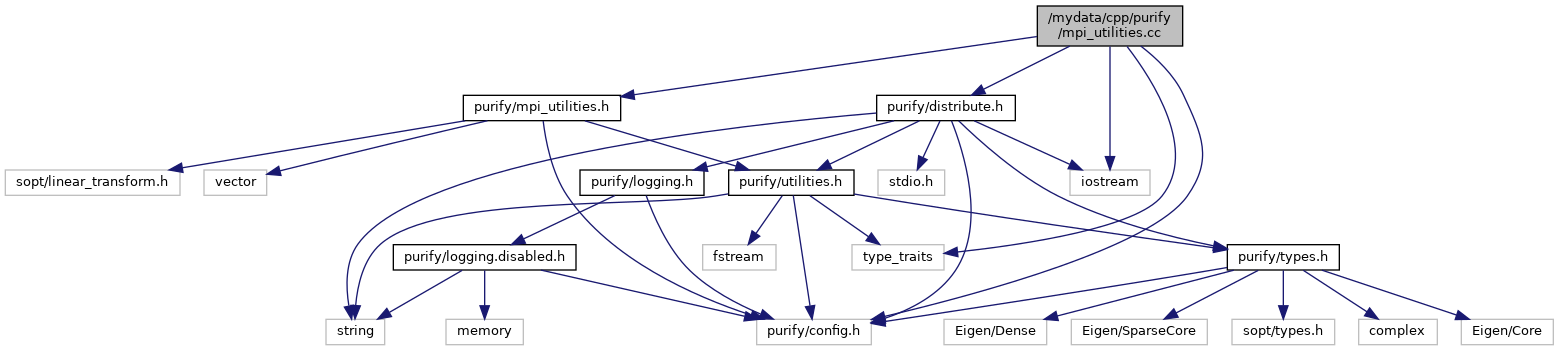 /mydata/cpp/purify
/mpi_utilities.cc
purify/mpi_utilities.h
purify/distribute.h
sopt/linear_transform.h
vector
purify/logging.h
purify/utilities.h
stdio.h
iostream
purify/logging.disabled.h
fstream
type_traits
purify/types.h
string
memory
purify/config.h
Eigen/Dense
Eigen/SparseCore
sopt/types.h
complex
Eigen/Core